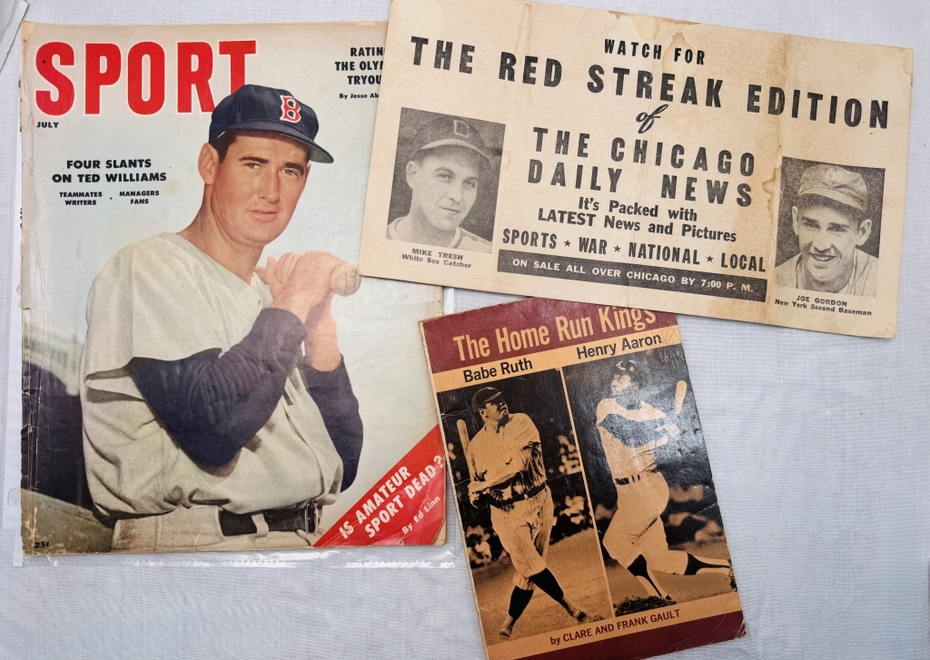 SPORT
JULY
FOUR SLANTS
ON TED WILLIAMS
TEAMMATES • MANAGERS
WRITERS FANS
THE
By Jesse
B
IS AMATEUR
SPORT DEAD?
By Ed Linn
25¢
WATCH FOR
THE RED STREAK EDITION
of
THE CHICAGO
DAILY NEWS
It's Packed with
LATEST News and Pictures
SPORTS ★ WAR ★ NATIONAL ★ LOCAL
ON SALE ALL OVER CHICAGO BY 7:00 P. M.
MIKE TRESH
White Sox Catcher
JOE GORDON
New York Second Baseman
The Home Run Kings
Babe Ruth Henry Aaron
by CLARE AND FRANK GAULT